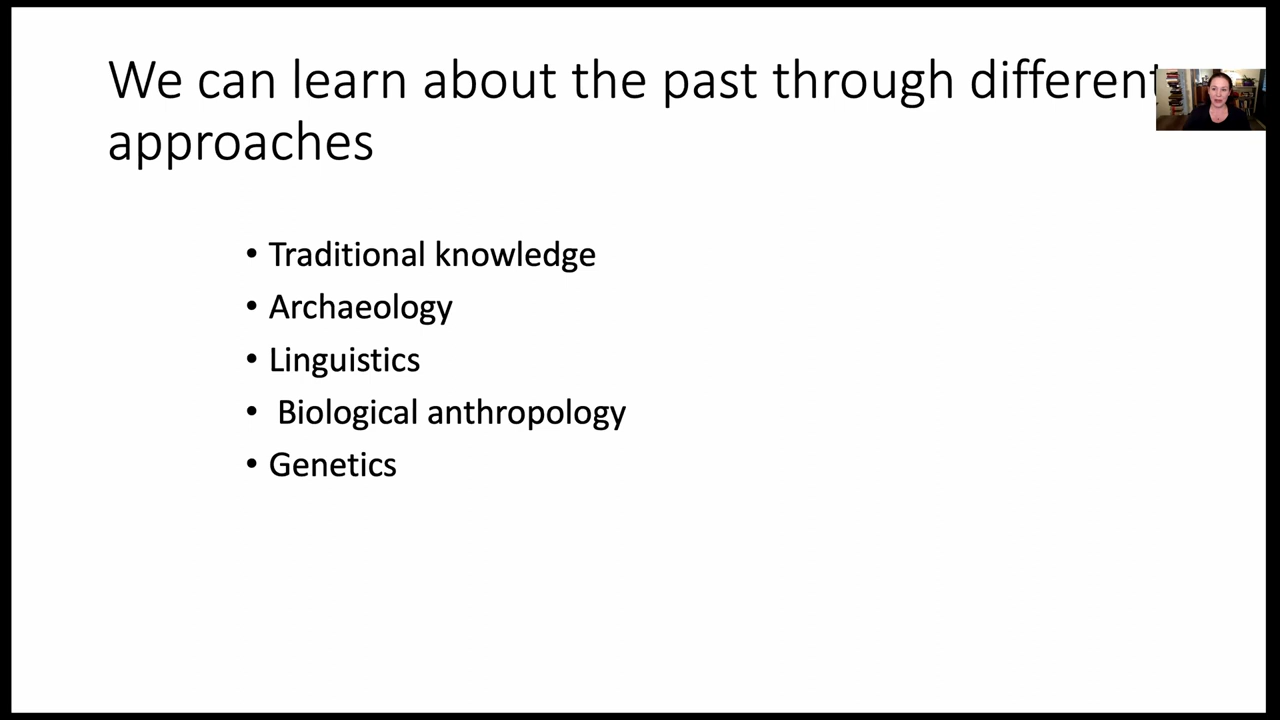 We can learn about the past through different
approaches
• Traditional knowledge
• Archaeology
• Linguistics
• Biological anthropology
• Genetics